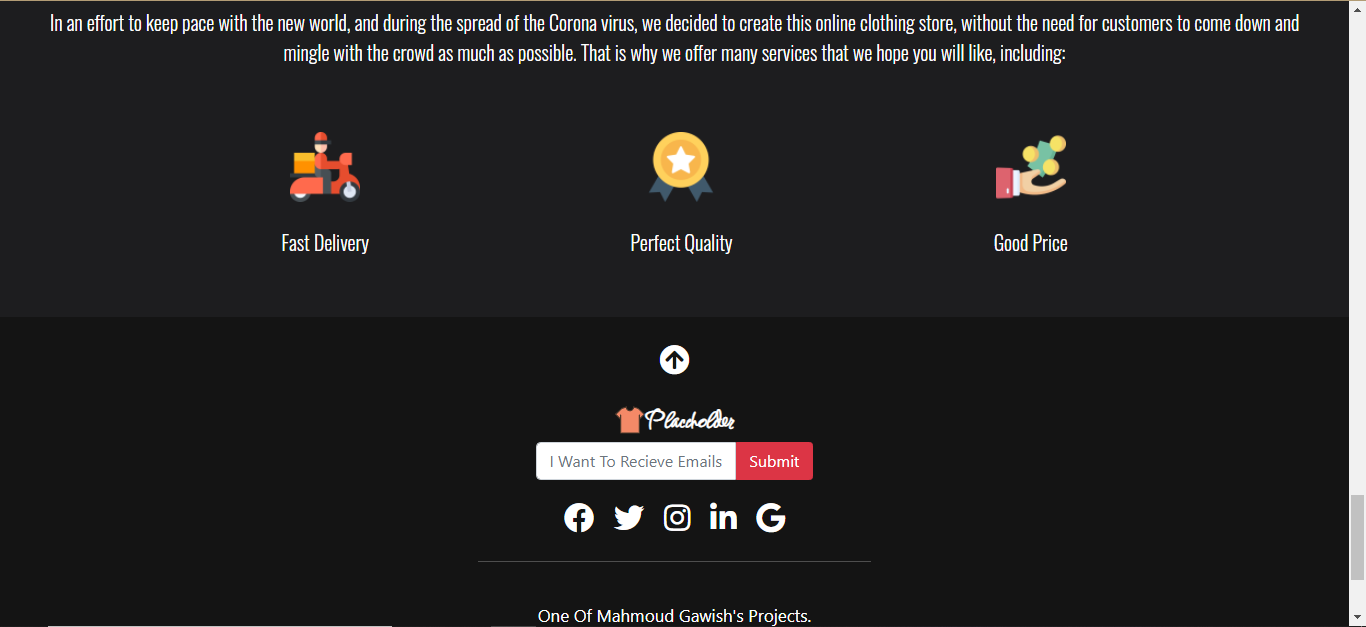 In an effort to keep pace with the new world, and during the spread of the Corona virus, we decided to create this online clothing store, without the need for customers to come down and
mingle with the crowd as much as possible. That is why we offer many services that we hope you will like, including:
Fast Delivery
Perfect Quality
Good Price
Placholder
I Want To Recieve Emails
Submit
One Of Mahmoud Gawish's Projects.